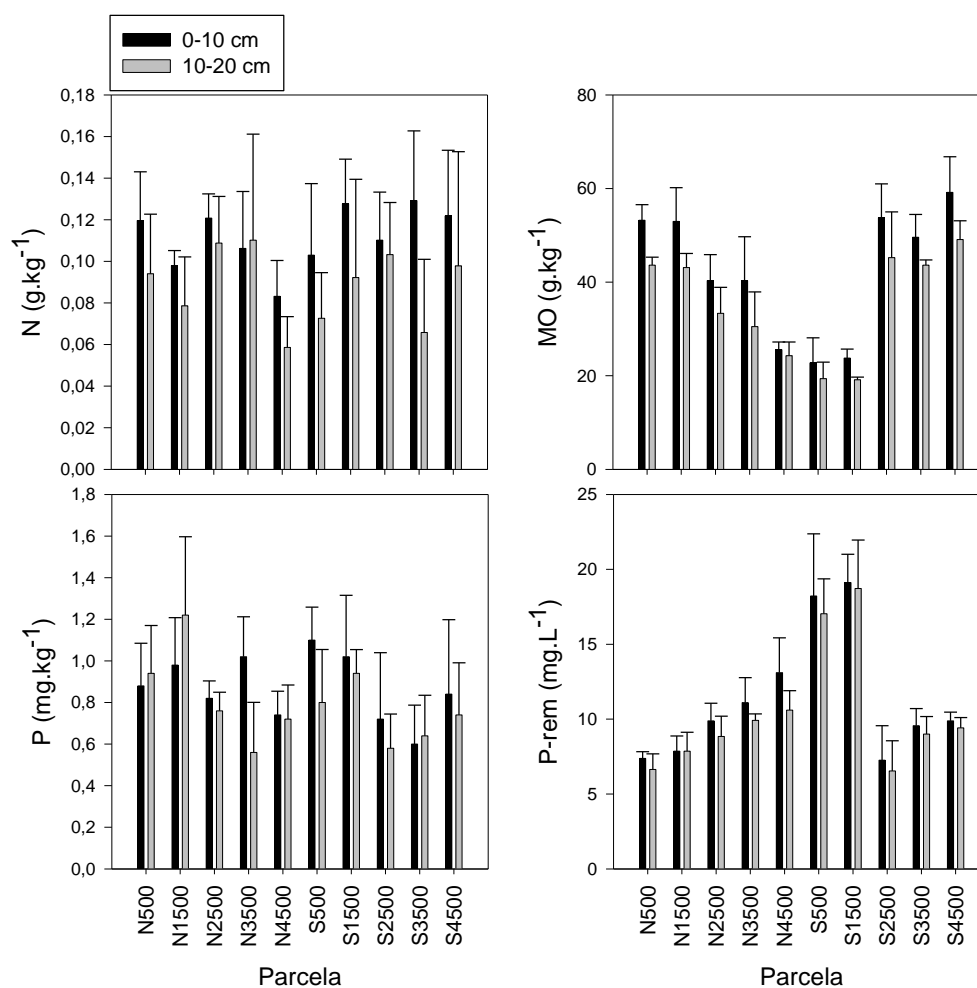 0-10 cm
10-20 cm
N (g.kg⁻¹)
0,18
0,16
0,14
0,12
0,10
0,08
0,06
0,04
0,02
0,00
MO (g.kg⁻¹)
80
60
40
20
0
P (mg.kg⁻¹)
1,8
1,6
1,4
1,2
1,0
0,8
0,6
0,4
0,2
0,0
N500
N1500
N2500
N3500
N4500
S500
S1500
S2500
S3500
S4500
Parcela
P-rem (mg.L⁻¹)
25
20
15
10
5
0
N500
N1500
N2500
N3500
N4500
S500
S1500
S2500
S3500
S4500
Parcela